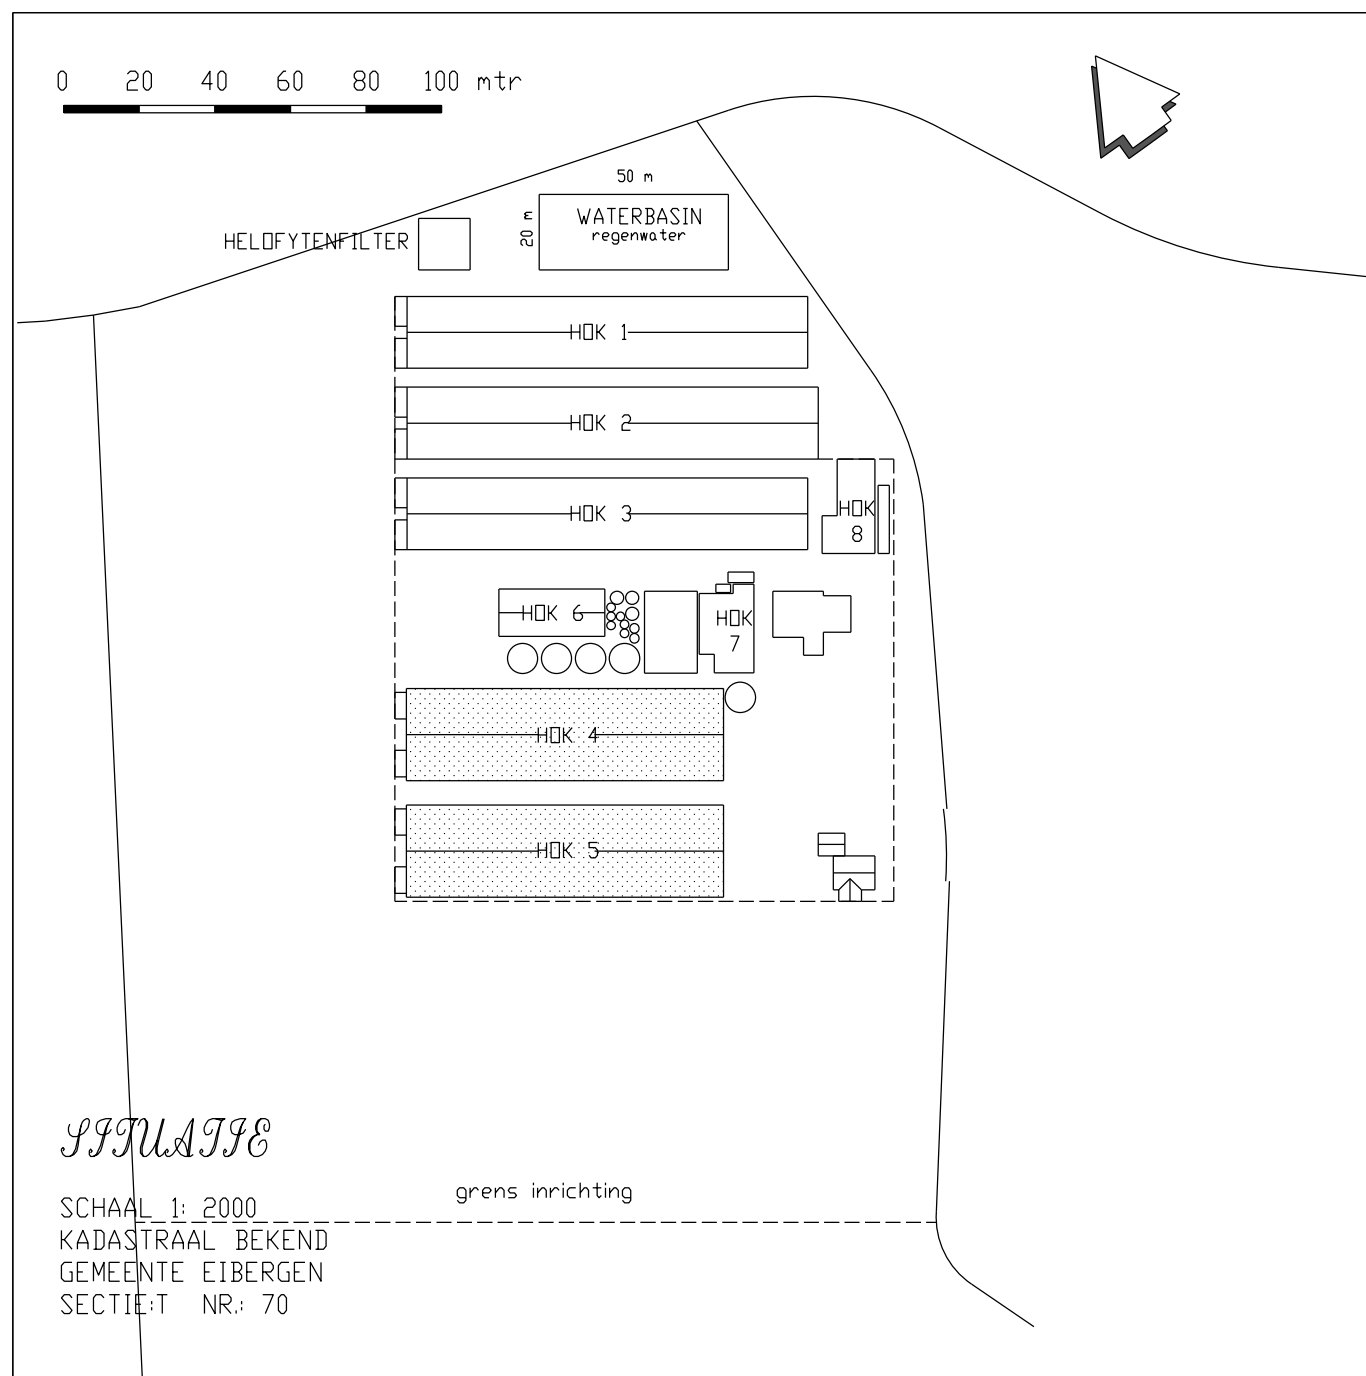 0 20 40 60 80 100 mtr
50 m
20 m
WATERBASIN
regenwater
HELOFYTENFILTER
HOK 1
HOK 2
HOK 3
HOK
8
HOK 6
HOK
7
HOK 4
HOK 5
SITUATIE
grens inrichting
SCHAAL 1: 2000
KADASTRAAL BEKEND
GEMEENTE EIBERGEN
SECTIE:T NR.: 70